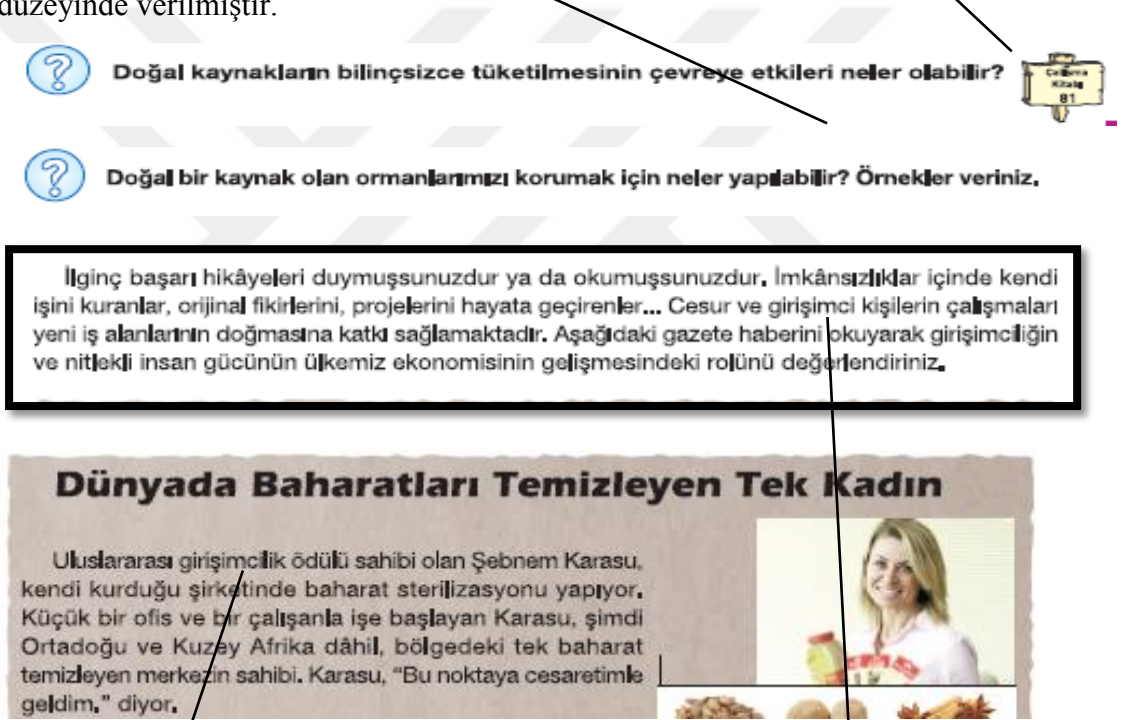 düzeyinde verilmiştir.
Doğal kaynakların bilinçsizce tüketilmesinin çevreye etkileri neler olabilir?
Çalışma
Kitabı
81
Doğal bir kaynak olan ormanlarımızı korumak için neler yapılabilir? Örnekler veriniz.
İlginç başarı hikâyeleri duymuşsunuzdur ya da okumuşsunuzdur. İmkânsızlıklar içinde kendi
işini kuranlar, orijinal fikirlerini, projelerini hayata geçirenler... Cesur ve girişimci kişilerin çalışmaları
yeni iş alanlarının doğmasına katkı sağlamaktadır. Aşağıdaki gazete haberini okuyarak girişimciliğin
ve nitlekli insan gücünün ülkemiz ekonomisinin gelişmesindeki rolünü değerlendiriniz.
Dünyada Baharatları Temizleyen Tek Kadın
Uluslararası girişimcilik ödülü sahibi olan Şebnem Karasu,
kendi kurduğu şirketinde baharat sterilizasyonu yapıyor.
Küçük bir ofis ve bir çalışanla işe başlayan Karasu, şimdi
Ortadoğu ve Kuzey Afrika dâhil, bölgedeki tek baharat
temizleyen merkezin sahibi. Karasu, “Bu noktaya cesaretimle
geldim.” diyor.